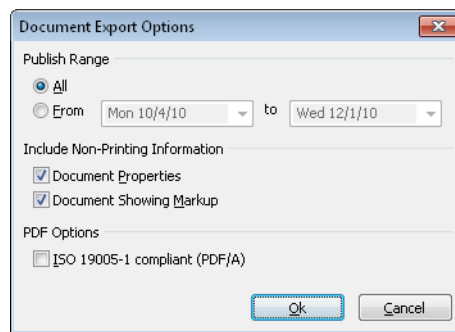 Document Export Options
Publish Range
All
From Mon 10/4/10 to Wed 12/1/10
Include Non-Printing Information
Document Properties
Document Showing Markup
PDF Options
ISO 19005-1 compliant (PDF/A)
Ok Cancel